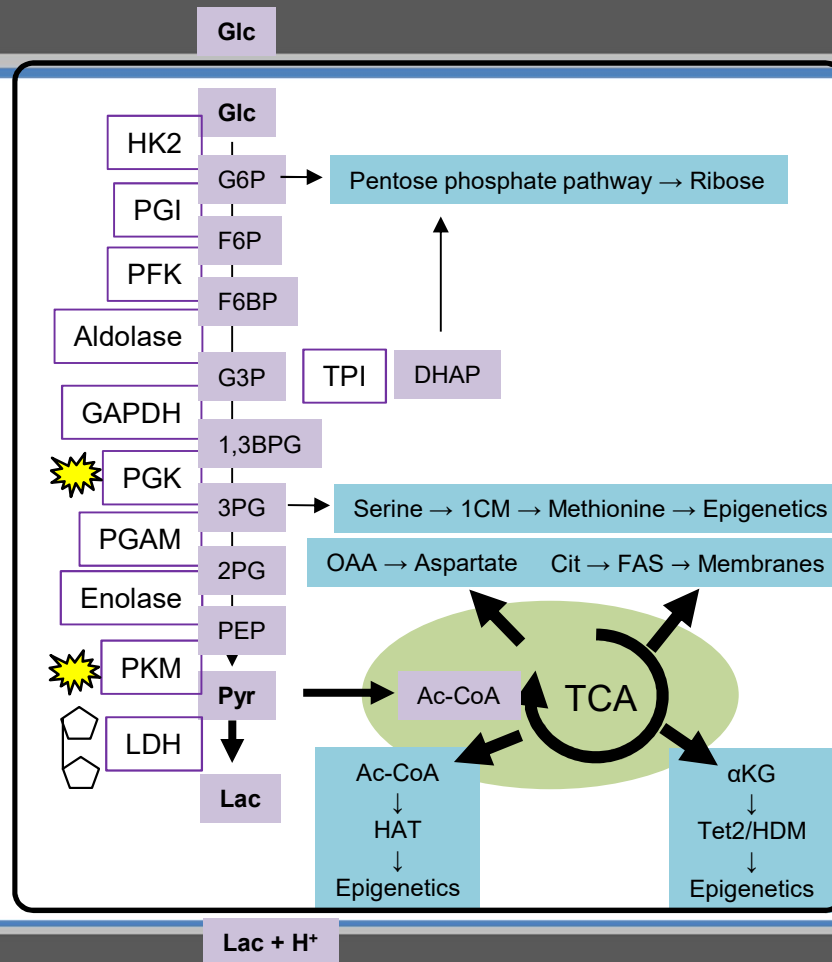 Glc
Glc
HK2
G6P → Pentose phosphate pathway → Ribose
PGI
F6P
PFK
F6BP
Aldolase
G3P
TPI
DHAP
GAPDH
1,3BPG
PGK
3PG
Serine → 1CM → Methionine → Epigenetics
PGAM
OAA → Aspartate
Cit → FAS → Membranes
2PG
Enolase
PEP
PKM
Pyr
Ac-CoA
TCA
LDH
Lac
Ac-CoA
↓
HAT
↓
Epigenetics
αKG
↓
Tet2/HDM
↓
Epigenetics
Lac + H⁺